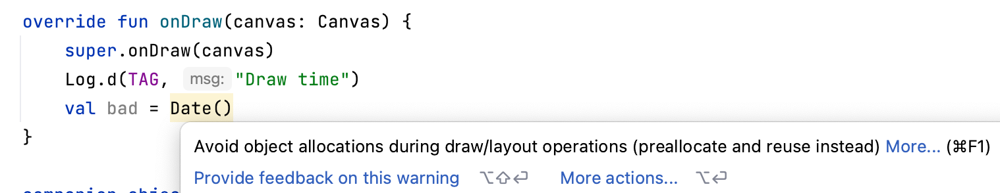 override fun onDraw(canvas: Canvas) {
super.onDraw(canvas)
Log.d(TAG, msg: "Draw time")
val bad = Date()
}
Avoid object allocations during draw/layout operations (preallocate and reuse instead) More... (⌘F1)
Provide feedback on this warning ⌥⇧⏎ More actions... ⌥⏎